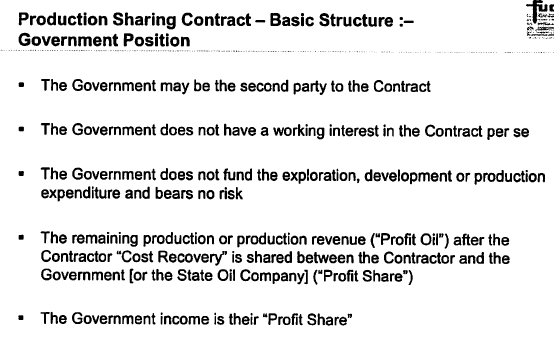 Production Sharing Contract – Basic Structure :–
Government Position
▪ The Government may be the second party to the Contract
▪ The Government does not have a working interest in the Contract per se
▪ The Government does not fund the exploration, development or production
expenditure and bears no risk
▪ The remaining production or production revenue (“Profit Oil”) after the
Contractor “Cost Recovery” is shared between the Contractor and the
Government [or the State Oil Company] (“Profit Share”)
▪ The Government income is their “Profit Share”